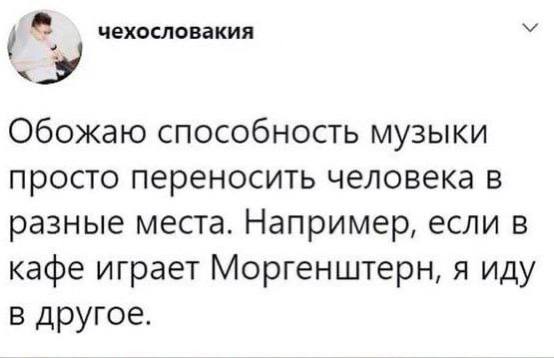 чехословакия
Обожаю способность музыки
просто переносить человека в
разные места. Например, если в
кафе играет Моргенштерн, я иду
в другое.